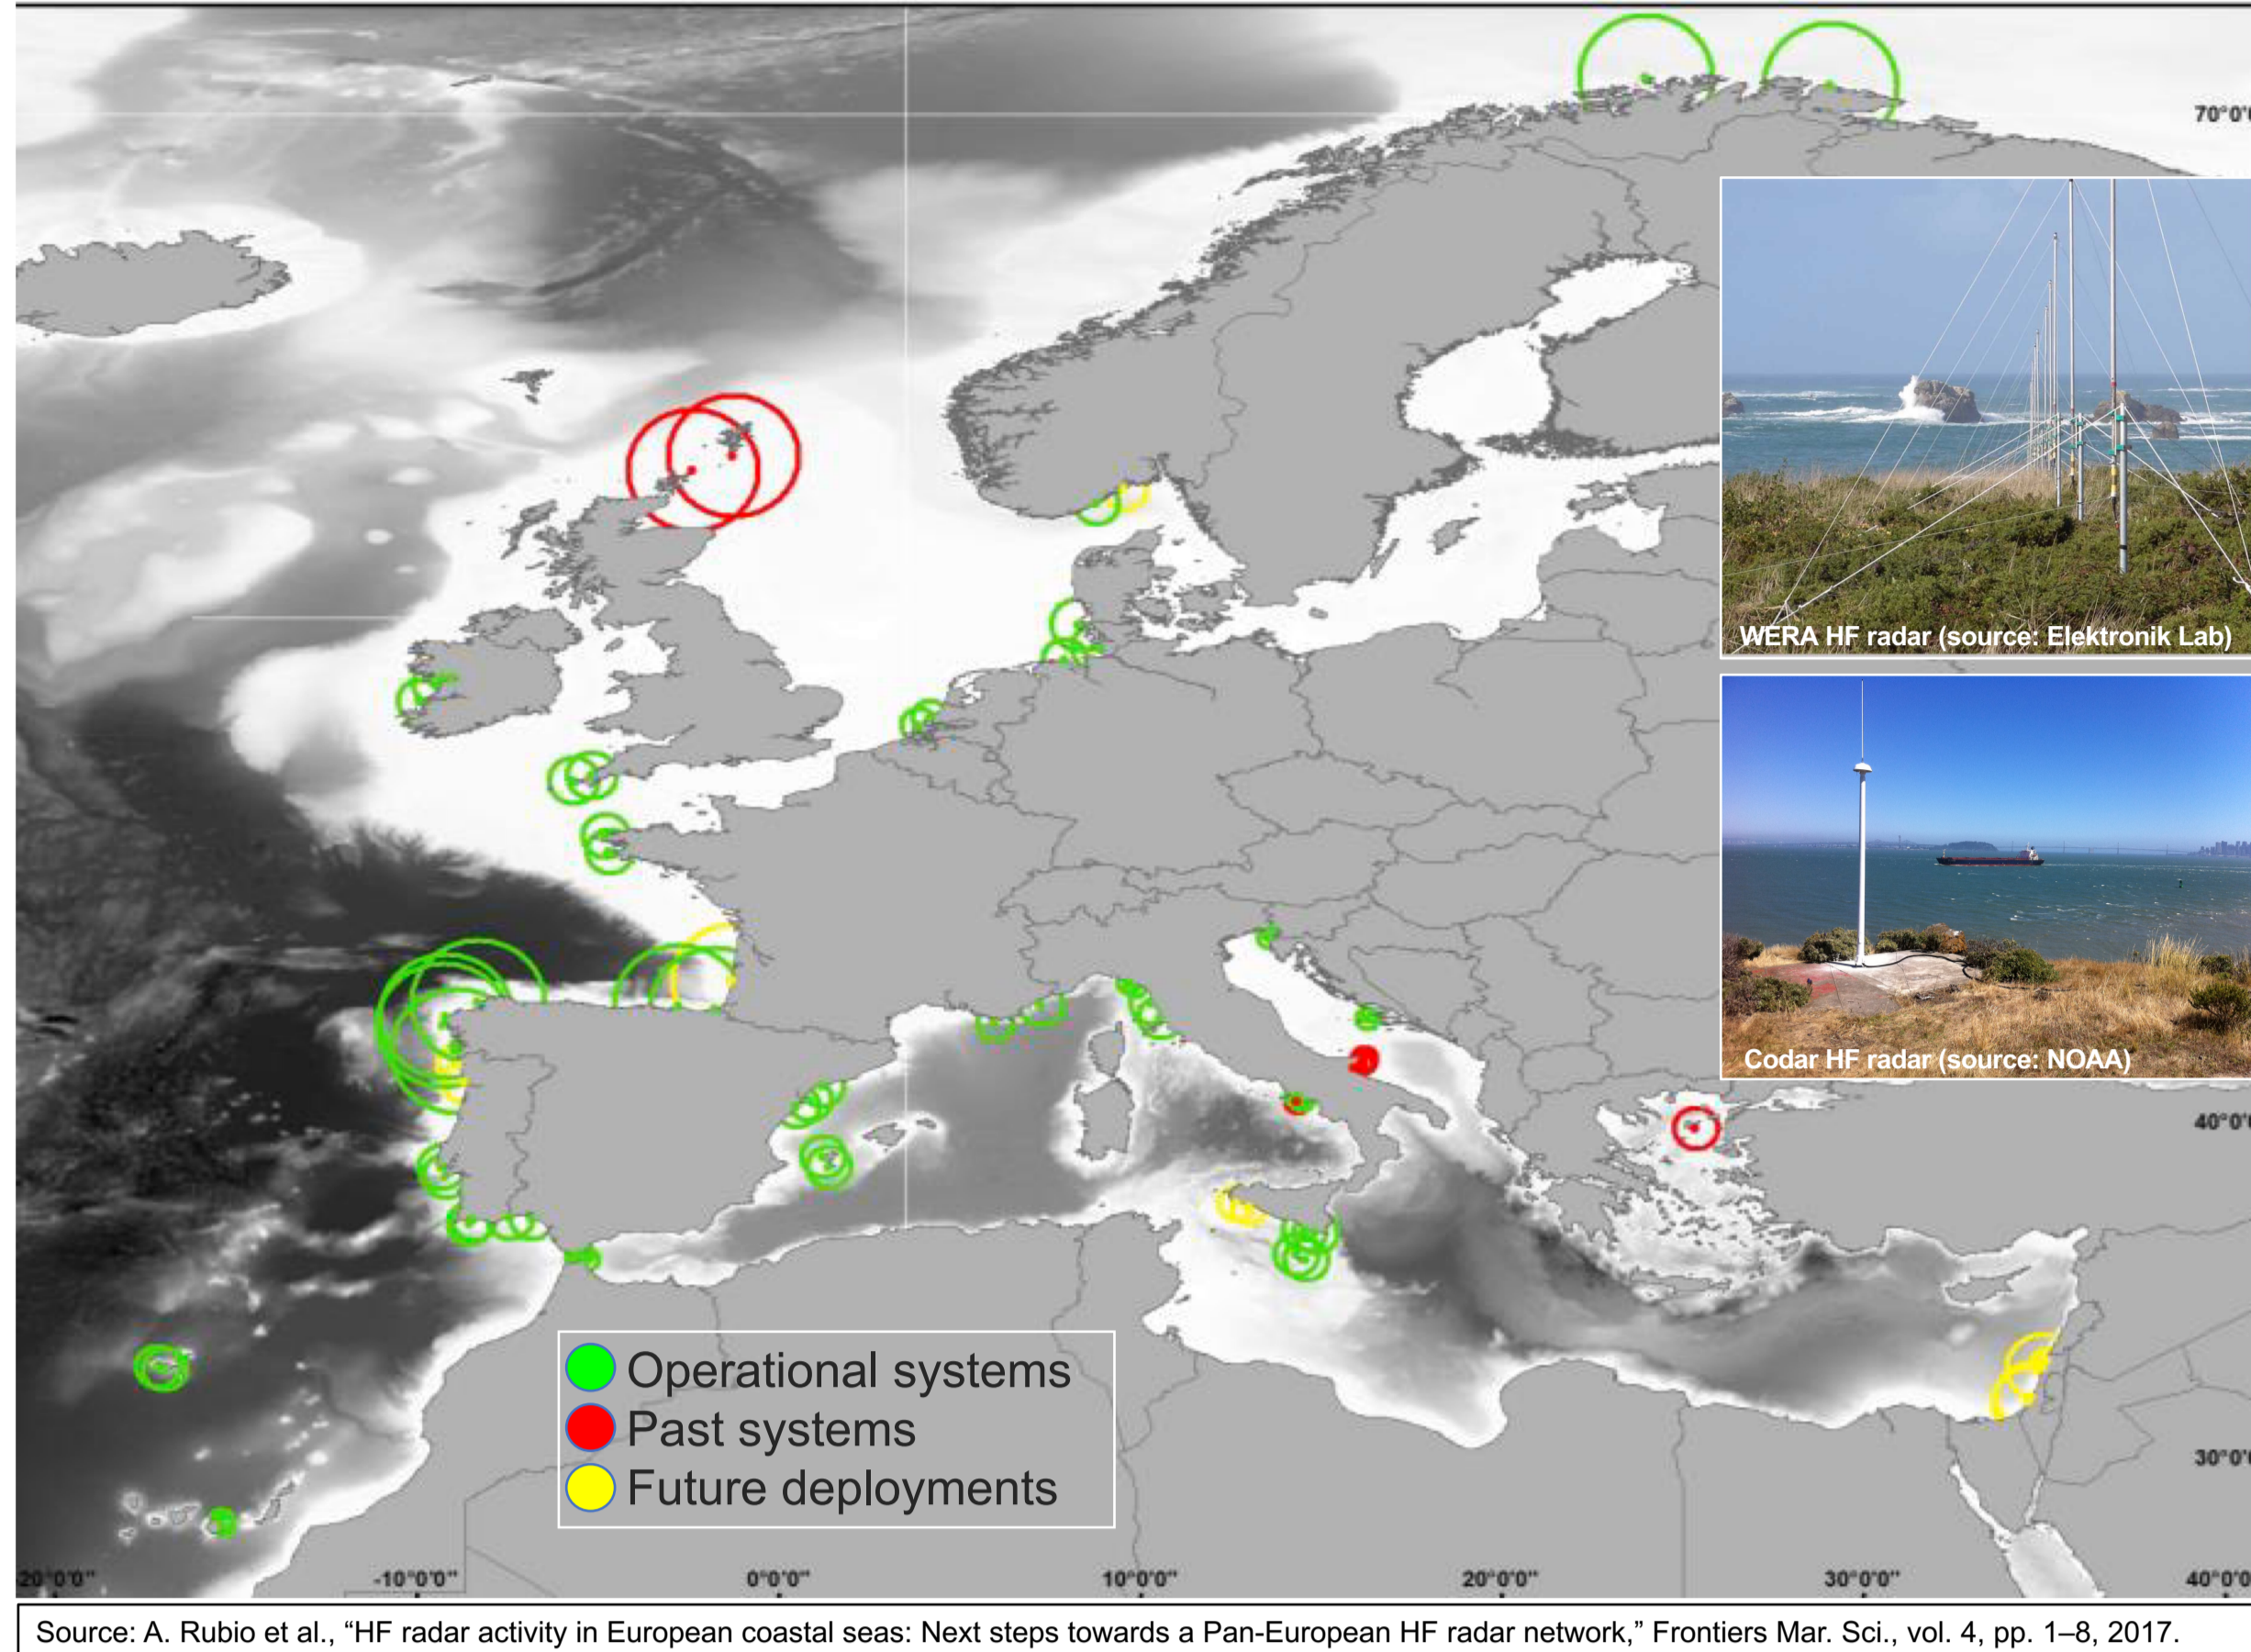 70°0'0
WERA HF radar (source: Elektronik Lab)
Codar HF radar (source: NOAA)
40°0'0
30°0'0
Operational systems
Past systems
Future deployments
-20°0'0" -10°0'0" 0°0'0" 10°0'0" 20°0'0" 30°0'0" 40°0'0
Source: A. Rubio et al., “HF radar activity in European coastal seas: Next steps towards a Pan-European HF radar network,” Frontiers Mar. Sci., vol. 4, pp. 1–8, 2017.